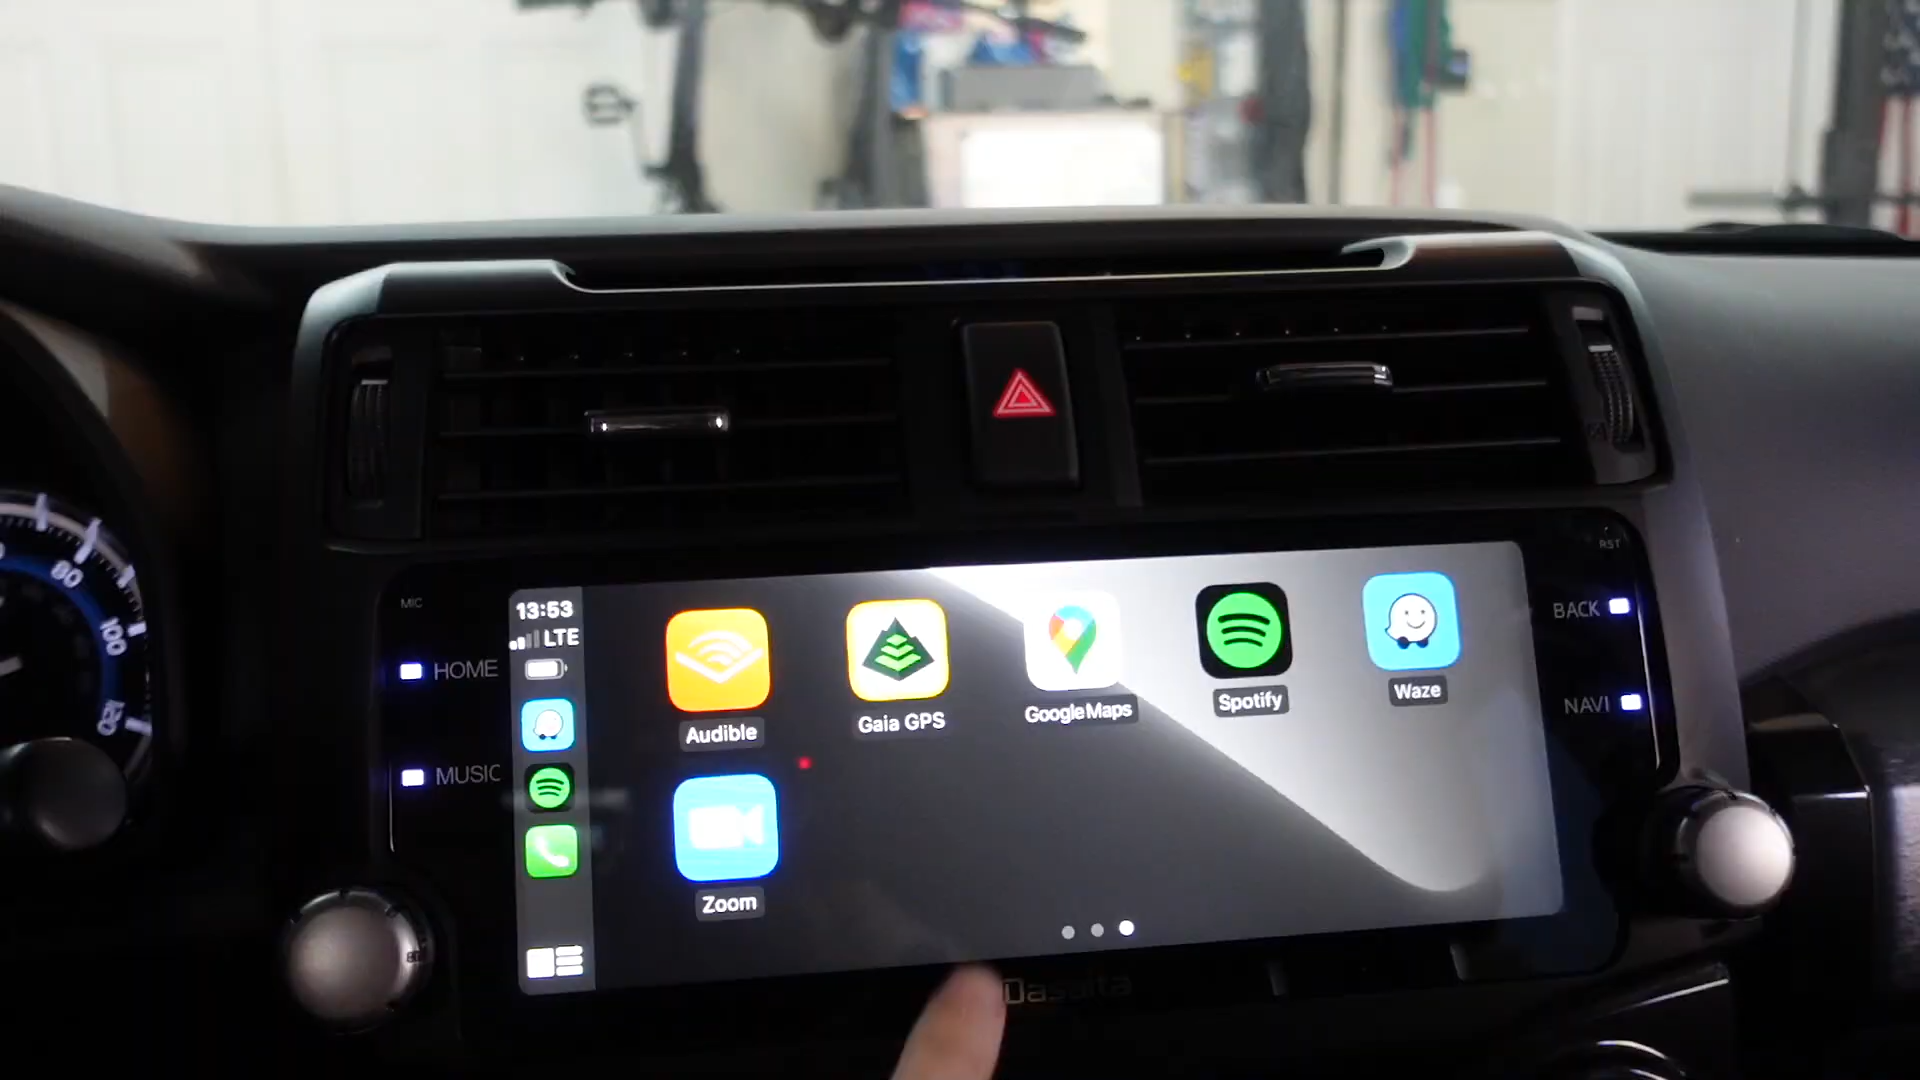 RST
MIC
13:53
LTE
HOME
MUSIC
Audible
Gaia GPS
Google Maps
Spotify
Waze
Zoom
BACK
NAVI
80
100
120
Dasaita